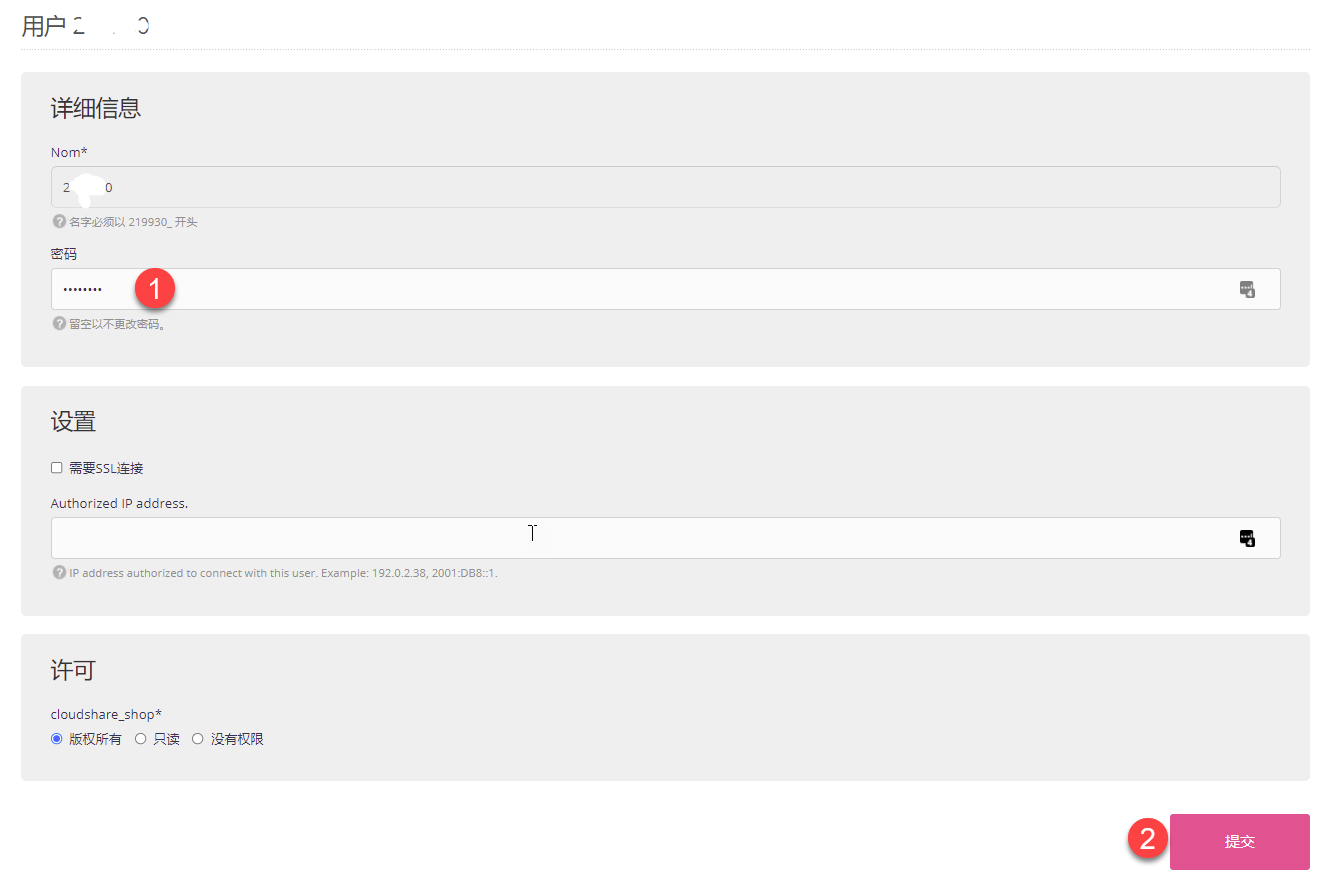 用户 2 0
详细信息
Nom*
2 0
名字必须以 219930_ 开头
密码
••••••••
1
留空以不更改密码。
设置
需要SSL连接
Authorized IP address.
IP address authorized to connect with this user. Example: 192.0.2.38, 2001:DB8::1.
许可
cloudshare_shop*
版权所有 只读 没有权限
2 提交